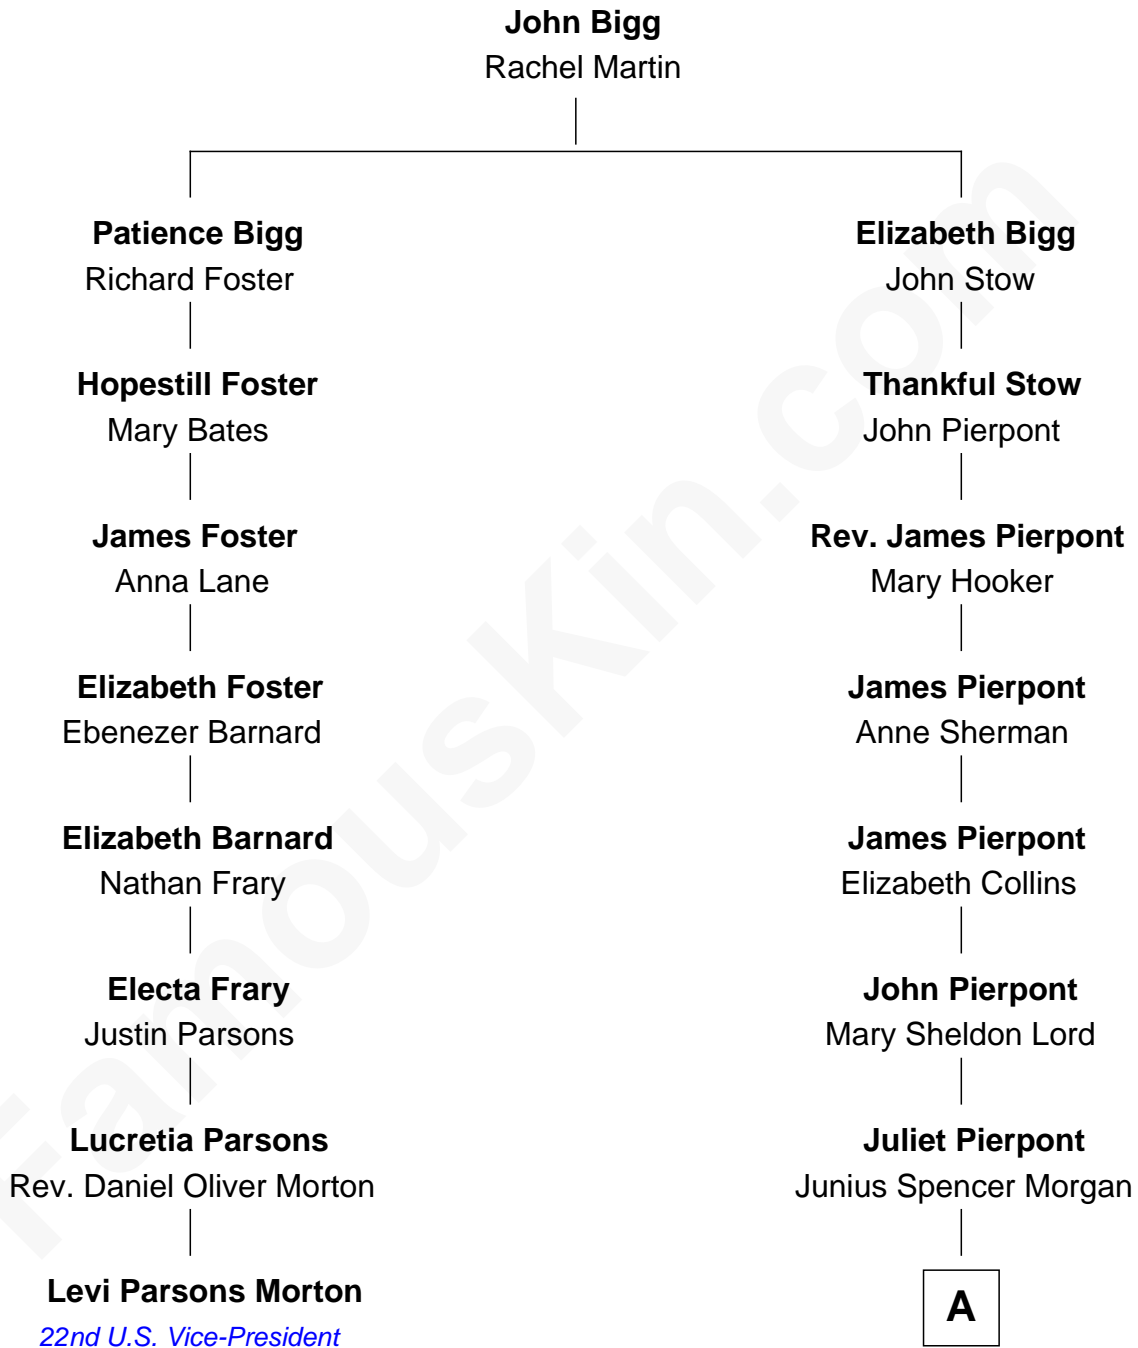 John Bigg
Rachel Martin
Patience Bigg
Richard Foster
Elizabeth Bigg
John Stow
Hopestill Foster
Mary Bates
Thankful Stow
John Pierpont
James Foster
Anna Lane
Rev. James Pierpont
Mary Hooker
Elizabeth Foster
Ebenezer Barnard
James Pierpont
Anne Sherman
Elizabeth Barnard
Nathan Frary
James Pierpont
Elizabeth Collins
Electa Frary
Justin Parsons
John Pierpont
Mary Sheldon Lord
Lucretia Parsons
Rev. Daniel Oliver Morton
Juliet Pierpont
Junius Spencer Morgan
Levi Parsons Morton
22nd U.S. Vice-President
A
FamousKin.com